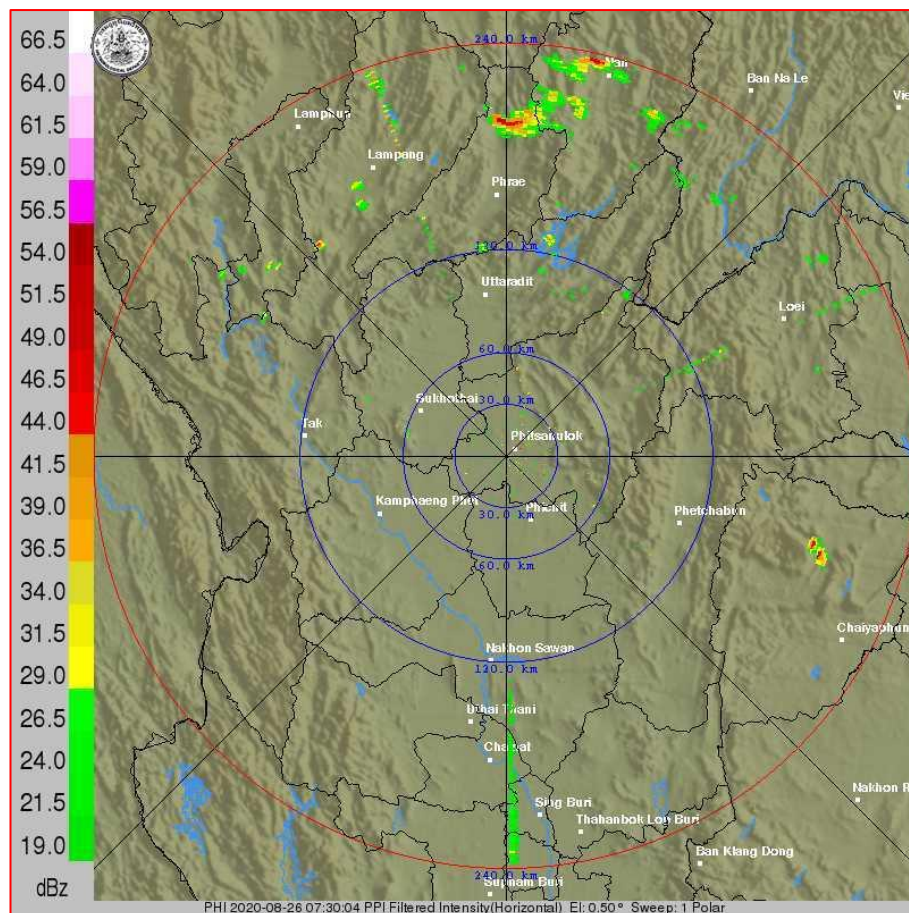 66.5
64.0
61.5
59.0
56.5
54.0
51.5
49.0
46.5
44.0
41.5
39.0
36.5
34.0
31.5
29.0
26.5
24.0
21.5
19.0
dBz
240.0 km
Nan
Ban Na Le
Lamphun
Lampang
Phrae
Uttaradit
Loei
60.0 km
30.0 km
Sukhothai
Tak
Phitsanulok
Kamphaeng Phet
30.0 km
Phichit
Phetchabun
60.0 km
Chaiyaphum
Nakhon Sawan
120.0 km
Uthai Thani
Chainat
Sing Buri
Thahanbok Lop Buri
Nakhon R
Ban Klang Dong
240.0 km
Suphan Buri
PHI 2020-08-26 07:30:04 PPI Filtered Intensity(Horizontal) El: 0.50° Sweep: 1 Polar